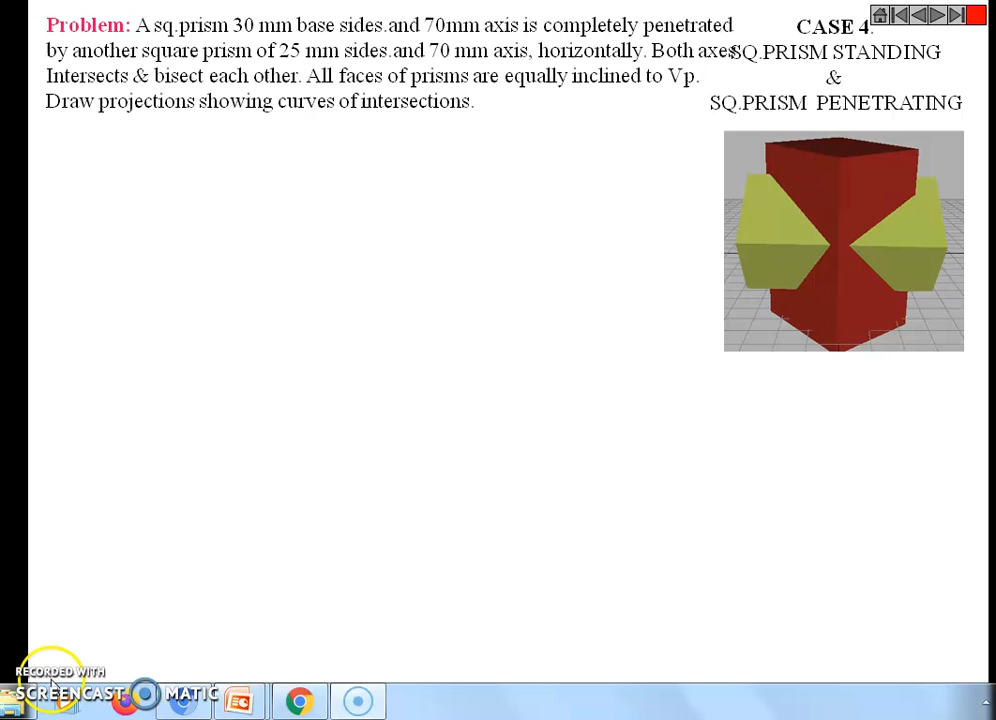 Problem: A sq.prism 30 mm base sides.and 70mm axis is completely penetrated
by another square prism of 25 mm sides.and 70 mm axis, horizontally. Both axes
Intersects & bisect each other. All faces of prisms are equally inclined to Vp.
Draw projections showing curves of intersections.
CASE 4.
SQ.PRISM STANDING
&
SQ.PRISM PENETRATING
RECORDED WITH
SCREENCAST MATIC